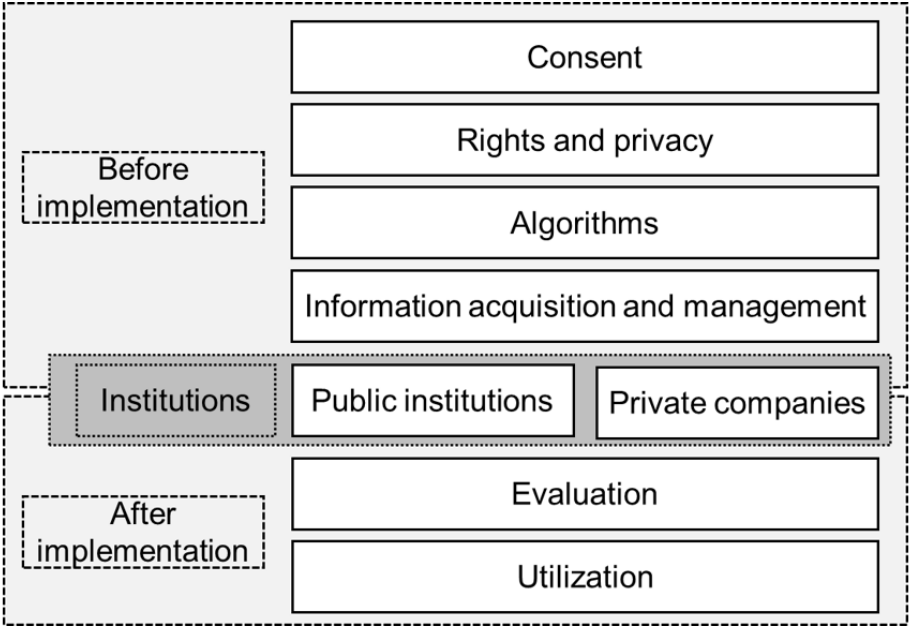 Consent
Rights and privacy
Before
implementation
Algorithms
Information acquisition and management
Institutions
Public institutions
Private companies
Evaluation
After
implementation
Utilization